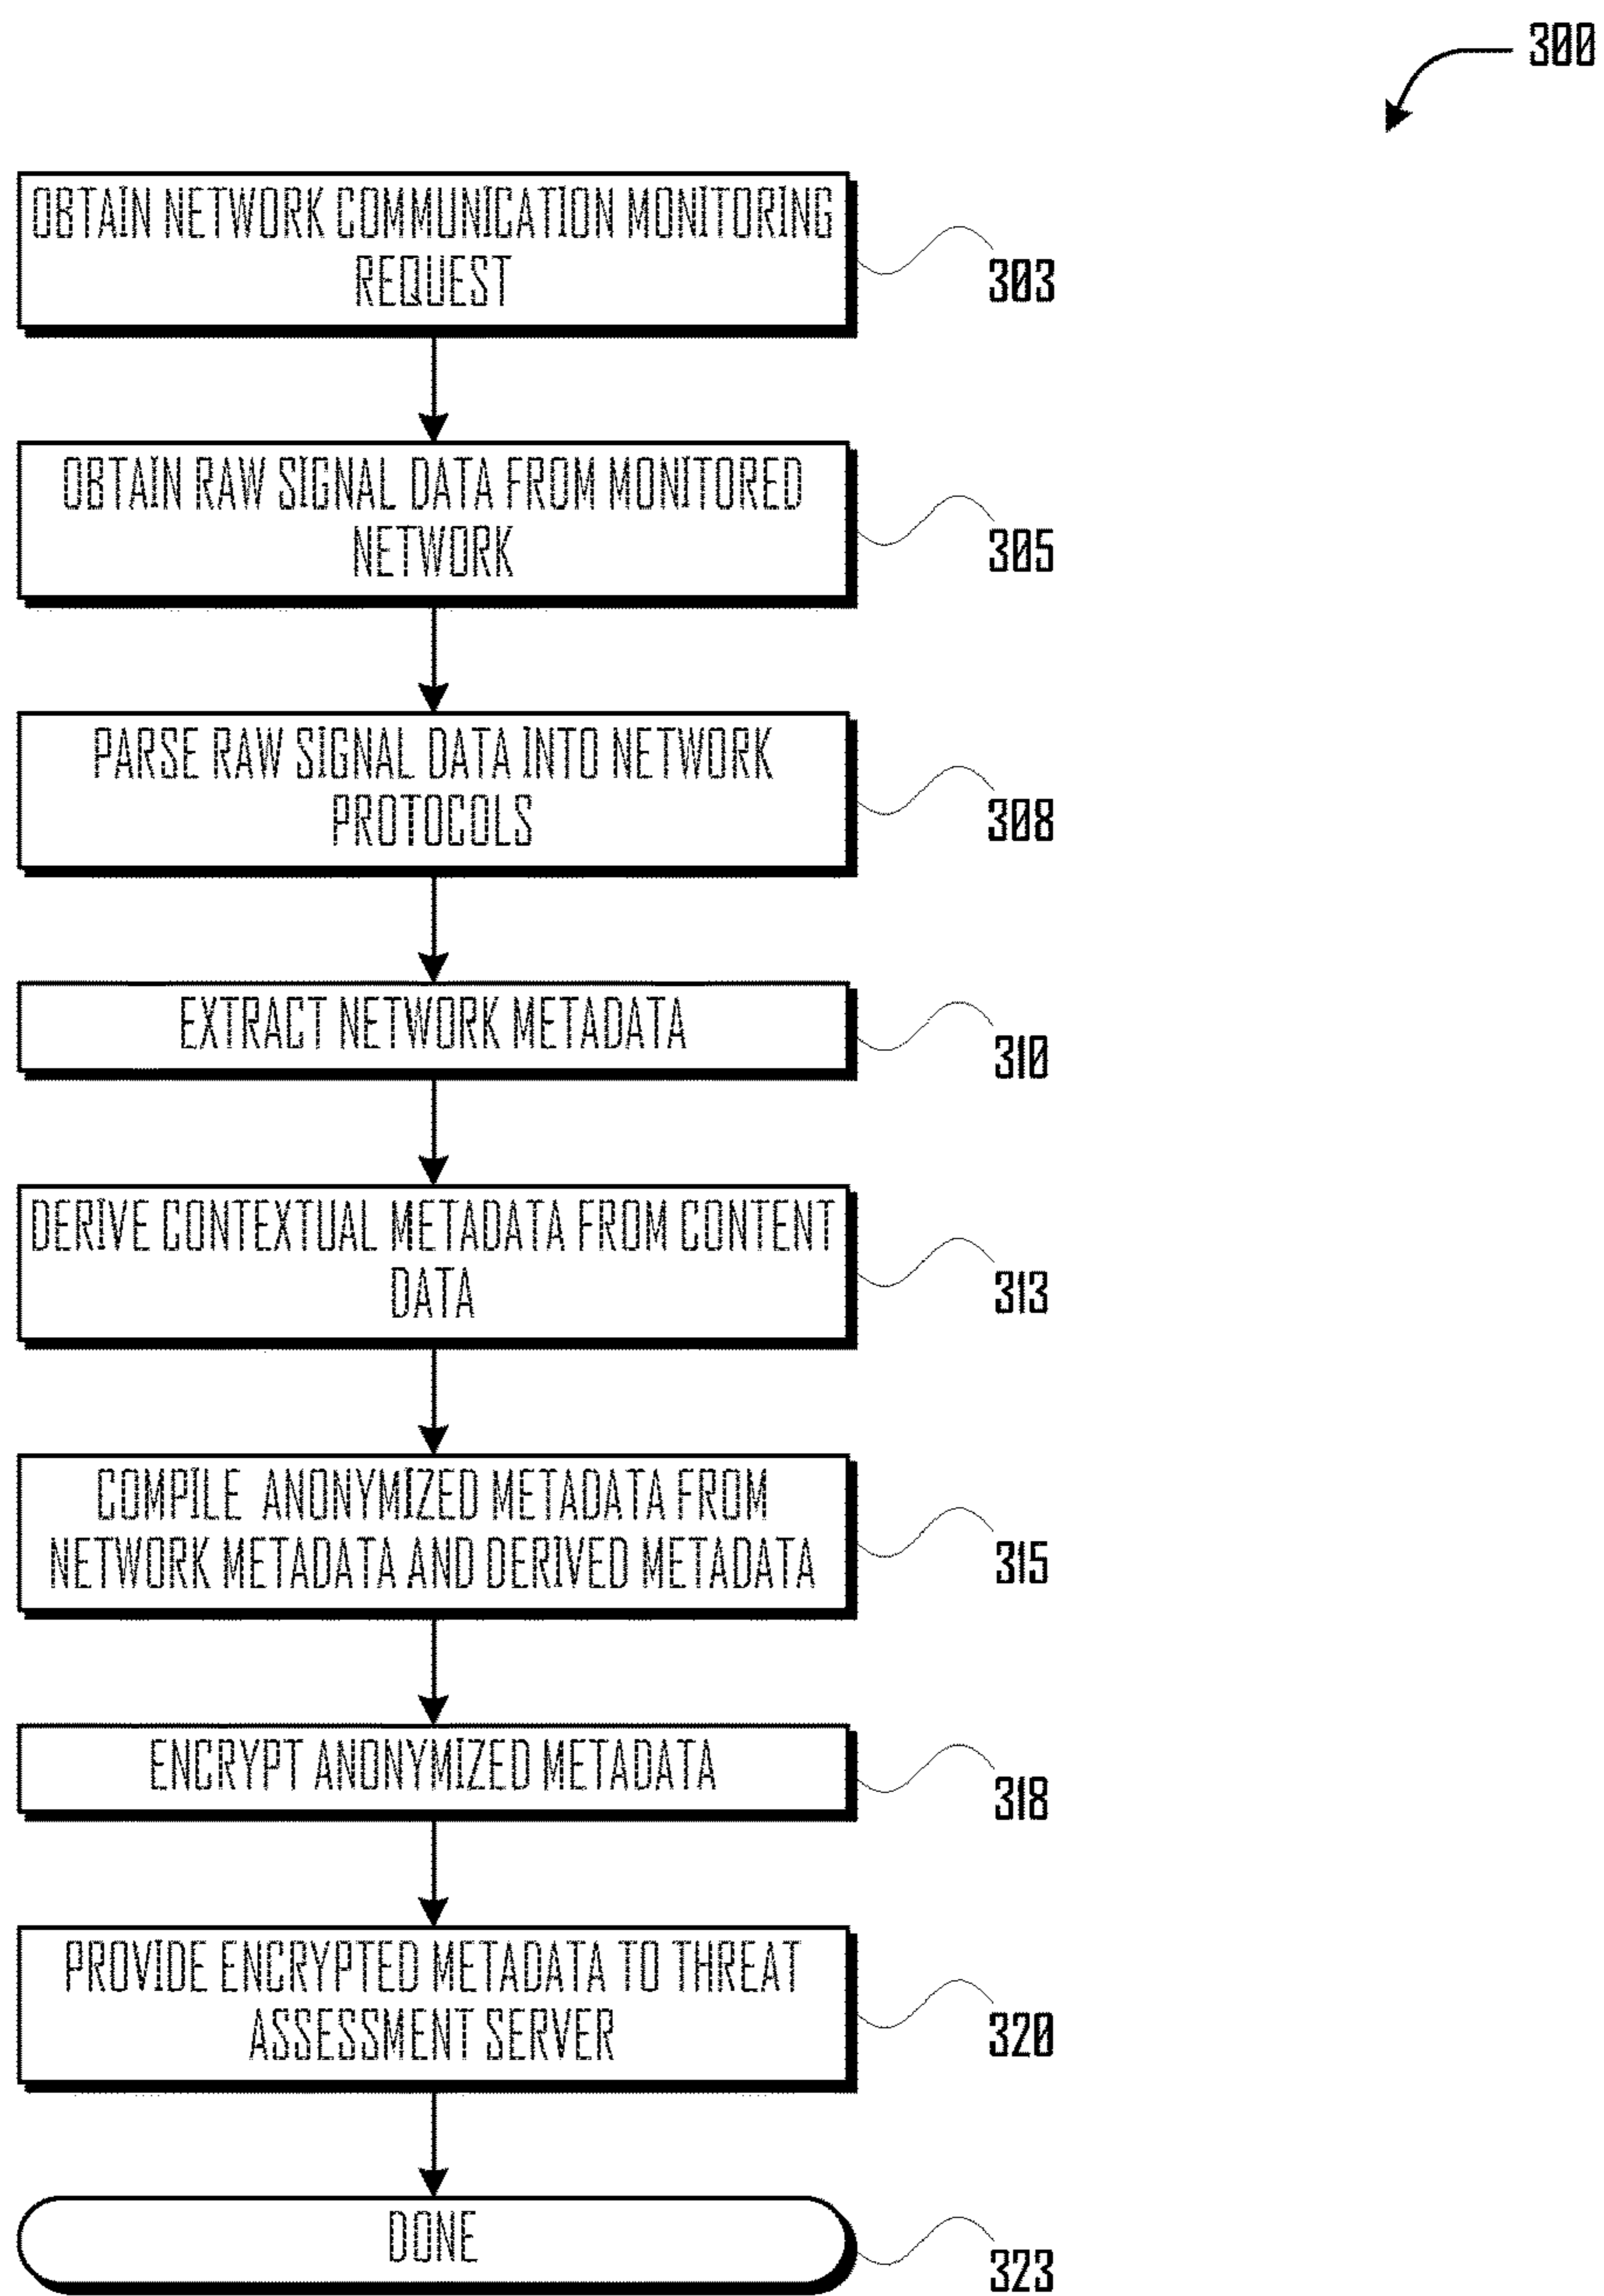 300
OBTAIN NETWORK COMMUNICATION MONITORING
REQUEST
303
OBTAIN RAW SIGNAL DATA FROM MONITORED
NETWORK
305
PARSE RAW SIGNAL DATA INTO NETWORK
PROTOCOLS
308
EXTRACT NETWORK METADATA
310
DERIVE CONTEXTUAL METADATA FROM CONTENT
DATA
313
COMPILE ANONYMIZED METADATA FROM
NETWORK METADATA AND DERIVED METADATA
315
ENCRYPT ANONYMIZED METADATA
318
PROVIDE ENCRYPTED METADATA TO THREAT
ASSESSMENT SERVER
320
DONE
323